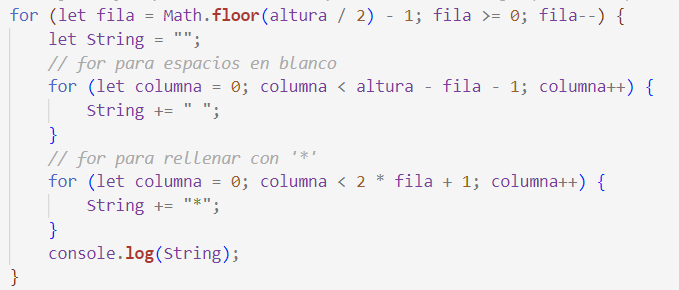 for (let fila = Math.floor(altura / 2) - 1; fila >= 0; fila--) {
    let String = "";
    // for para espacios en blanco
    for (let columna = 0; columna < altura - fila - 1; columna++) {
        String += " ";
    }
    // for para rellenar con '*'
    for (let columna = 0; columna < 2 * fila + 1; columna++) {
        String += "*";
    }
    console.log(String);
}